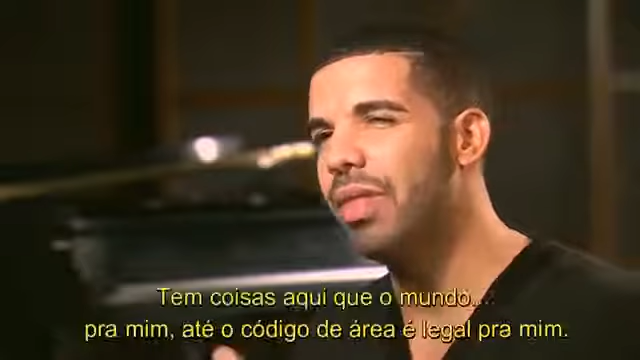 Tem coisas aqui que o mundo...
pra mim, até o código de área é legal pra mim.